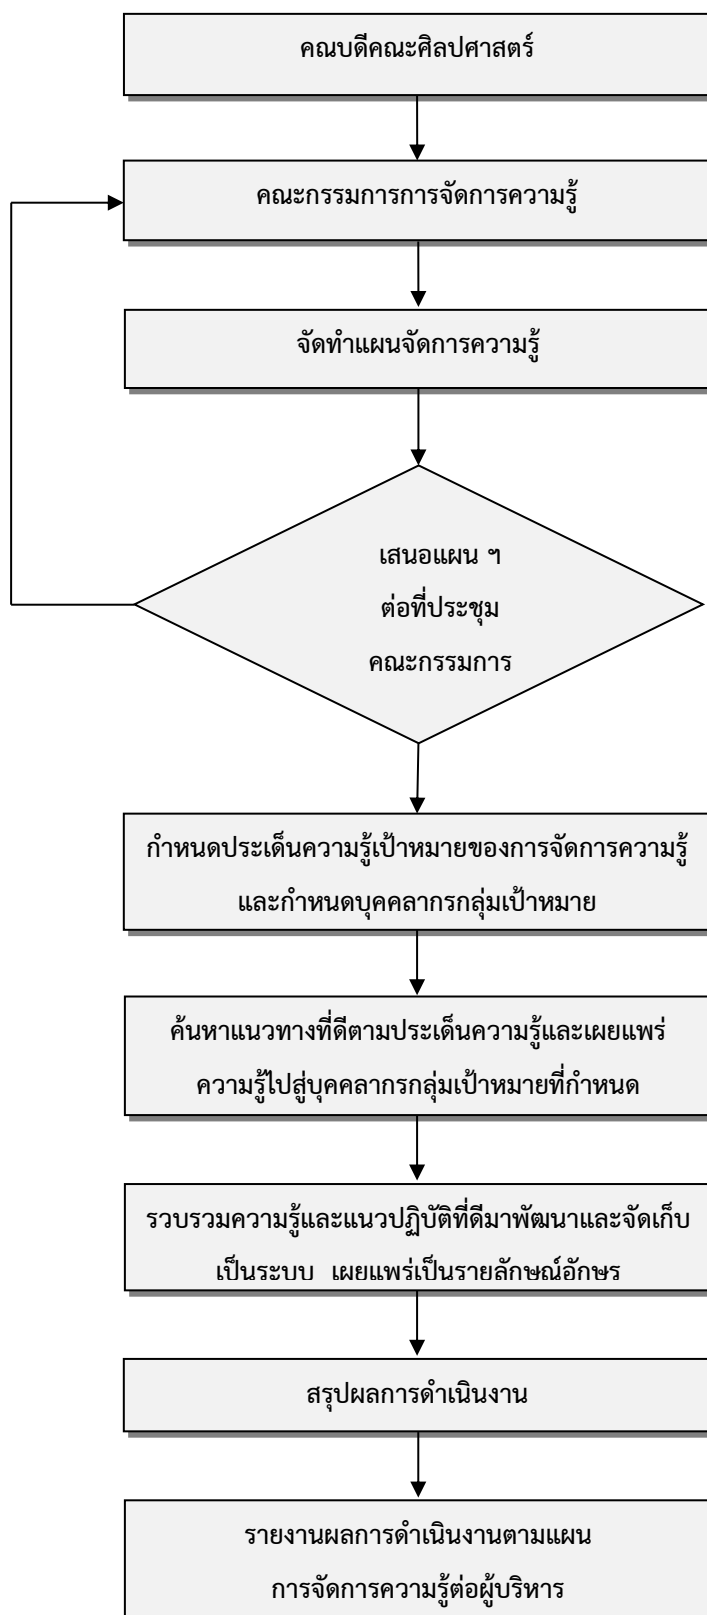 คณบดีคณะศิลปศาสตร์
คณะกรรมการการจัดการความรู้
จัดทำแผนจัดการความรู้
เสนอแผน ฯ
ต่อที่ประชุม
คณะกรรมการ
กำหนดประเด็นความรู้เป้าหมายของการจัดการความรู้
และกำหนดบุคคลากรกลุ่มเป้าหมาย
ค้นหาแนวทางที่ดีตามประเด็นความรู้และเผยแพร่
ความรู้ไปสู่บุคคลากรกลุ่มเป้าหมายที่กำหนด
รวบรวมความรู้และแนวปฏิบัติที่ดีมาพัฒนาและจัดเก็บ
เป็นระบบ เผยแพร่เป็นรายลักษณ์อักษร
สรุปผลการดำเนินงาน
รายงานผลการดำเนินงานตามแผน
การจัดการความรู้ต่อผู้บริหาร